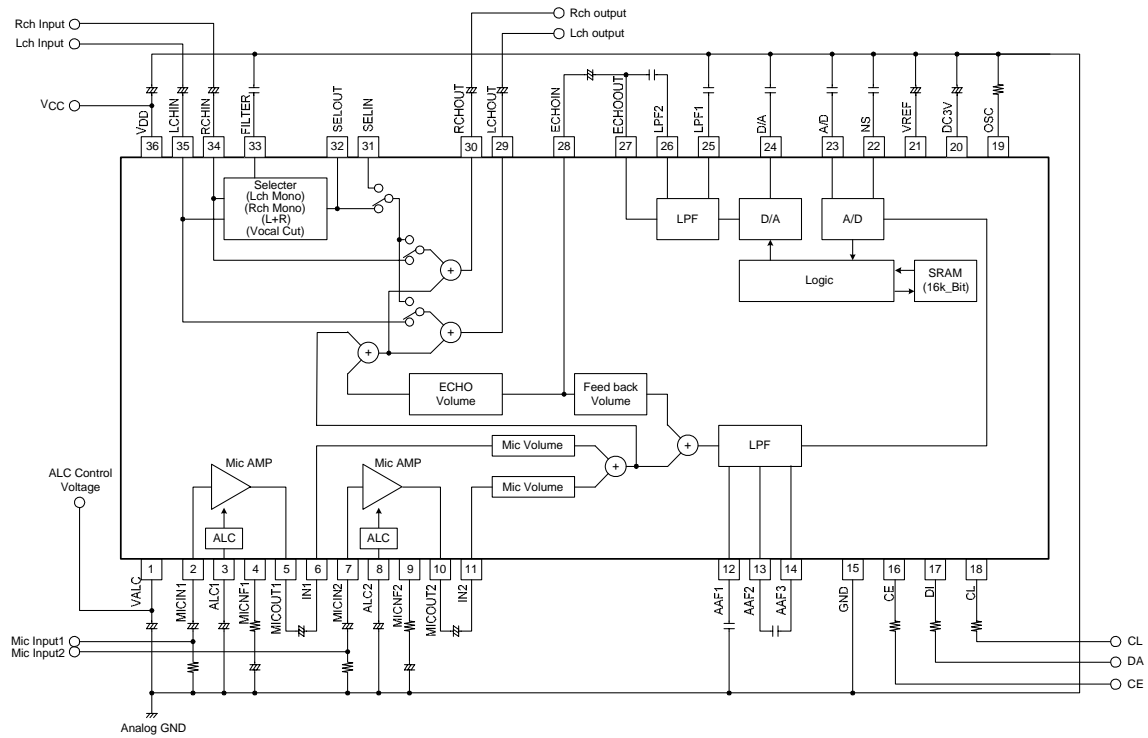 Rch Input
Lch Input
Rch output
Lch output
VCC
VDD
LCHIN
RCHIN
FILTER
SELOUT
SELIN
RCHOUT
LCHOUT
ECHOIN
ECHOOUT
LPF2
LPF1
D/A
A/D
NS
VREF
DC3V
OSC
36
35
34
33
32
31
30
29
28
27
26
25
24
23
22
21
20
19
Selecter
(Lch Mono)
(Rch Mono)
(L+R)
(Vocal Cut)
LPF
D/A
A/D
+
Logic
SRAM
(16k_Bit)
+
+
ECHO
Volume
Feed back
Volume
Mic Volume
+
LPF
+
Mic Volume
ALC Control
Voltage
Mic AMP
Mic AMP
ALC
ALC
1
2
3
4
5
6
7
8
9
10
11
12
13
14
15
16
17
18
VALC
MICIN1
ALC1
MICNF1
MICOUT1
IN1
MICIN2
ALC2
MICNF2
MICOUT2
IN2
AAF1
AAF2
AAF3
GND
CE
DI
CL
Mic Input1
Mic Input2
CL
DA
CE
Analog GND